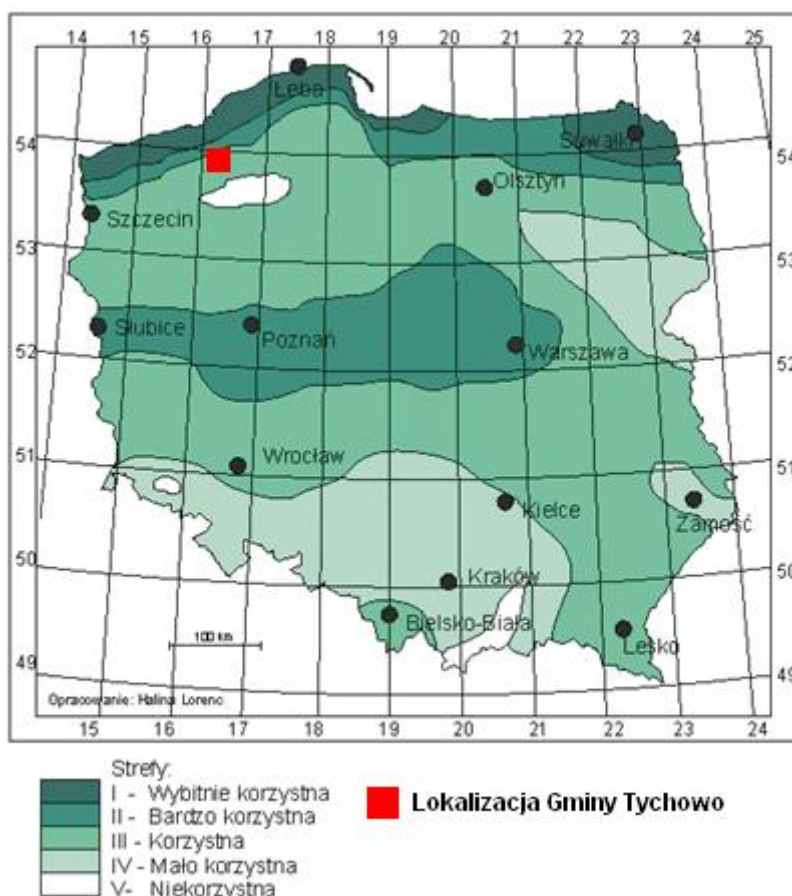 14 15 16 17 18 19 20 21 22 23 24 25
Łeba
54
Suwałki
54
Olsztyn
Szczecin
53
53
Słubice
Poznań
Warszawa
52
52
Wrocław
51
51
Kielce
Zamość
50
50
Kraków
Bielsko-Biała
Lesko
100 km
49
49
Opracowanie: Halina Lorenc
15 16 17 18 19 20 21 22 23 24
Strefy:
I - Wybitnie korzystna
II - Bardzo korzystna
III - Korzystna
IV - Mało korzystna
V- Niekorzystna
Lokalizacja Gminy Tychowo